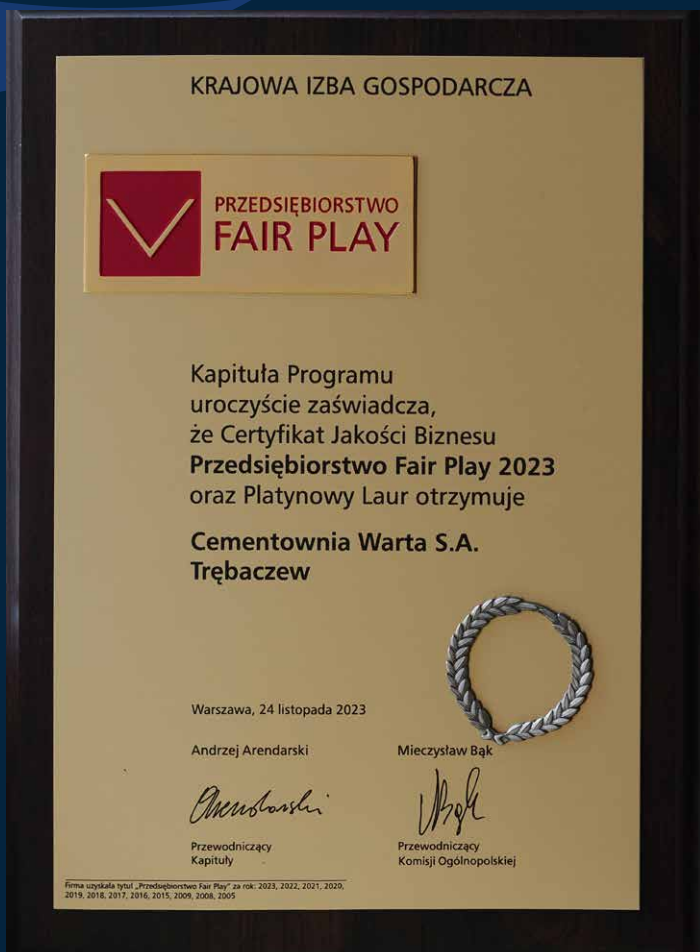 KRAJOWA IZBA GOSPODARCZA
PRZEDSIĘBIORSTWO
FAIR PLAY
Kapituła Programu
uroczyście zaświadcza,
że Certyfikat Jakości Biznesu
Przedsiębiorstwo Fair Play 2023
oraz Platynowy Laur otrzymuje
Cementownia Warta S.A.
Trębaczew
Warszawa, 24 listopada 2023
Andrzej Arendarski
Mieczysław Bąk
Przewodniczący
Kapituły
Przewodniczący
Komisji Ogólnopolskiej
Firma uzyskała tytuł „Przedsiębiorstwo Fair Play” za rok: 2023, 2022, 2021, 2020,
2019, 2018, 2017, 2016, 2015, 2009, 2008, 2005